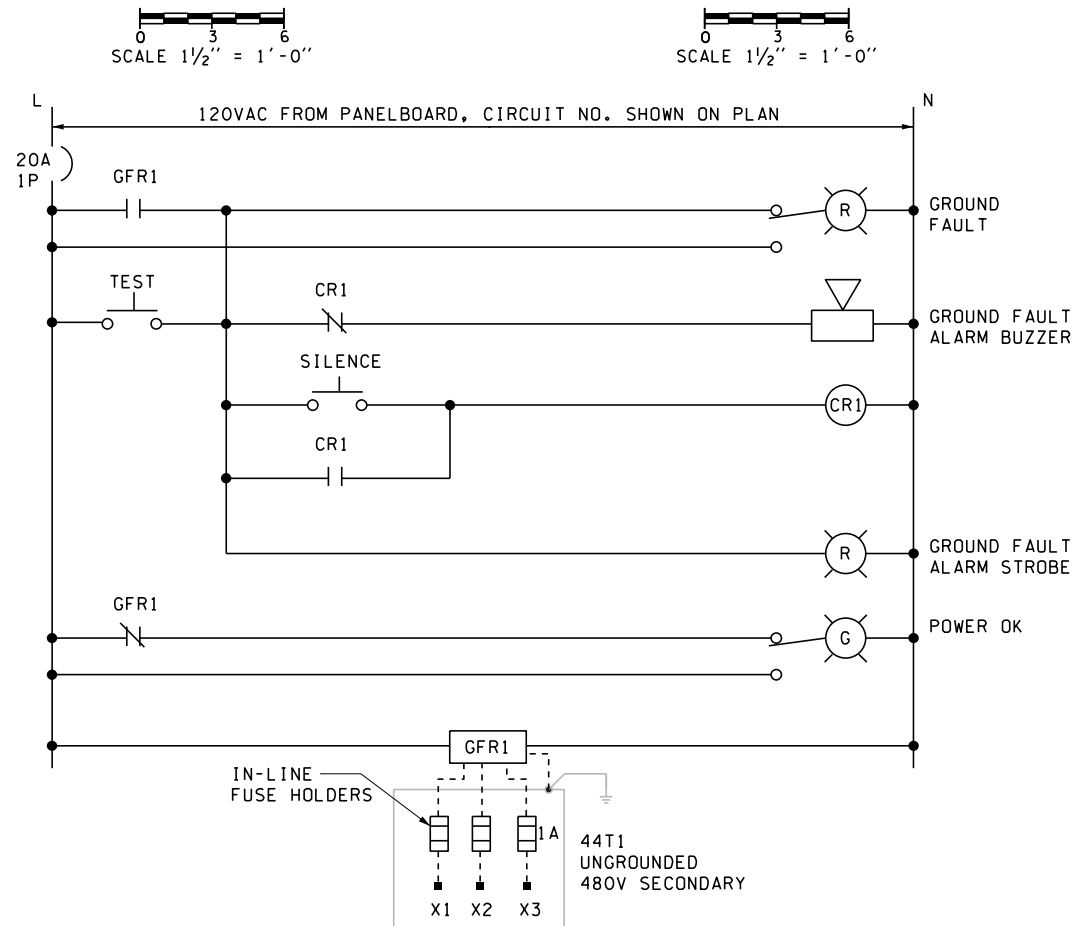 0 3 6
SCALE 1½" = 1'-0"
0 3 6
SCALE 1½" = 1'-0"
L
N
120VAC FROM PANELBOARD, CIRCUIT NO. SHOWN ON PLAN
20A
1P
GFR1
R
GROUND
FAULT
TEST
CR1
GROUND FAULT
ALARM BUZZER
SILENCE
CR1
CR1
R
GROUND FAULT
ALARM STROBE
GFR1
G
POWER OK
GFR1
IN-LINE
FUSE HOLDERS
1A
44T1
UNGROUNDED
480V SECONDARY
X1 X2 X3